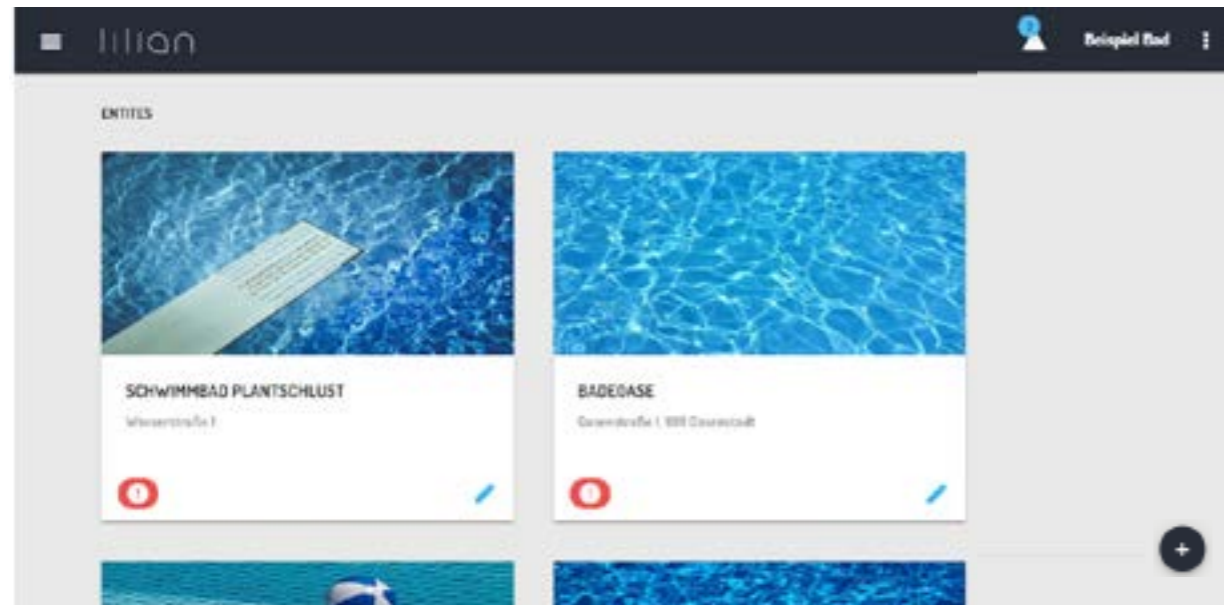 lilian
Beispiel Bad
ENTITES
SCHWIMMBAD PLANTSCHLUST
BADEOASE